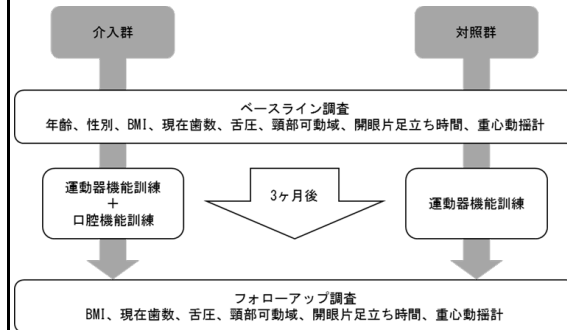 介入群
対照群
ベースライン調査
年齢、性別、BMI、現在歯数、舌圧、頸部可動域、開眼片足立ち時間、重心動揺計
運動器機能訓練
+
口腔機能訓練
3ヶ月後
運動器機能訓練
フォローアップ調査
BMI、現在歯数、舌圧、頸部可動域、開眼片足立ち時間、重心動揺計